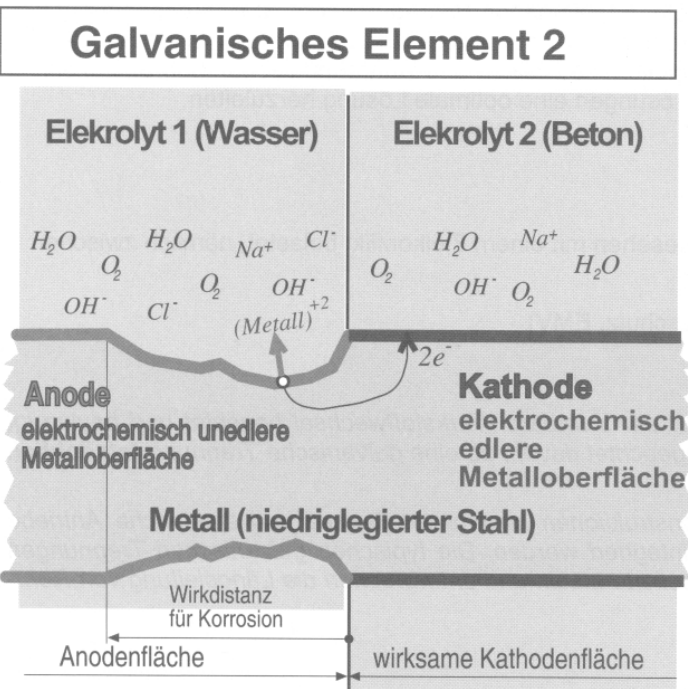 Galvanisches Element 2
Elekrolyt 1 (Wasser)
Elekrolyt 2 (Beton)
H₂O H₂O Na⁺ Cl⁻
O₂ O₂ OH⁻
OH⁻ Cl⁻ (Metall)⁺²
H₂O Na⁺
O₂ H₂O
OH⁻ O₂
2e⁻
Anode
elektrochemisch unedlere
Metalloberfläche
Kathode
elektrochemisch
edlere
Metalloberfläche
Metall (niedriglegierter Stahl)
Wirkdistanz
für Korrosion
Anodenfläche
wirksame Kathodenfläche